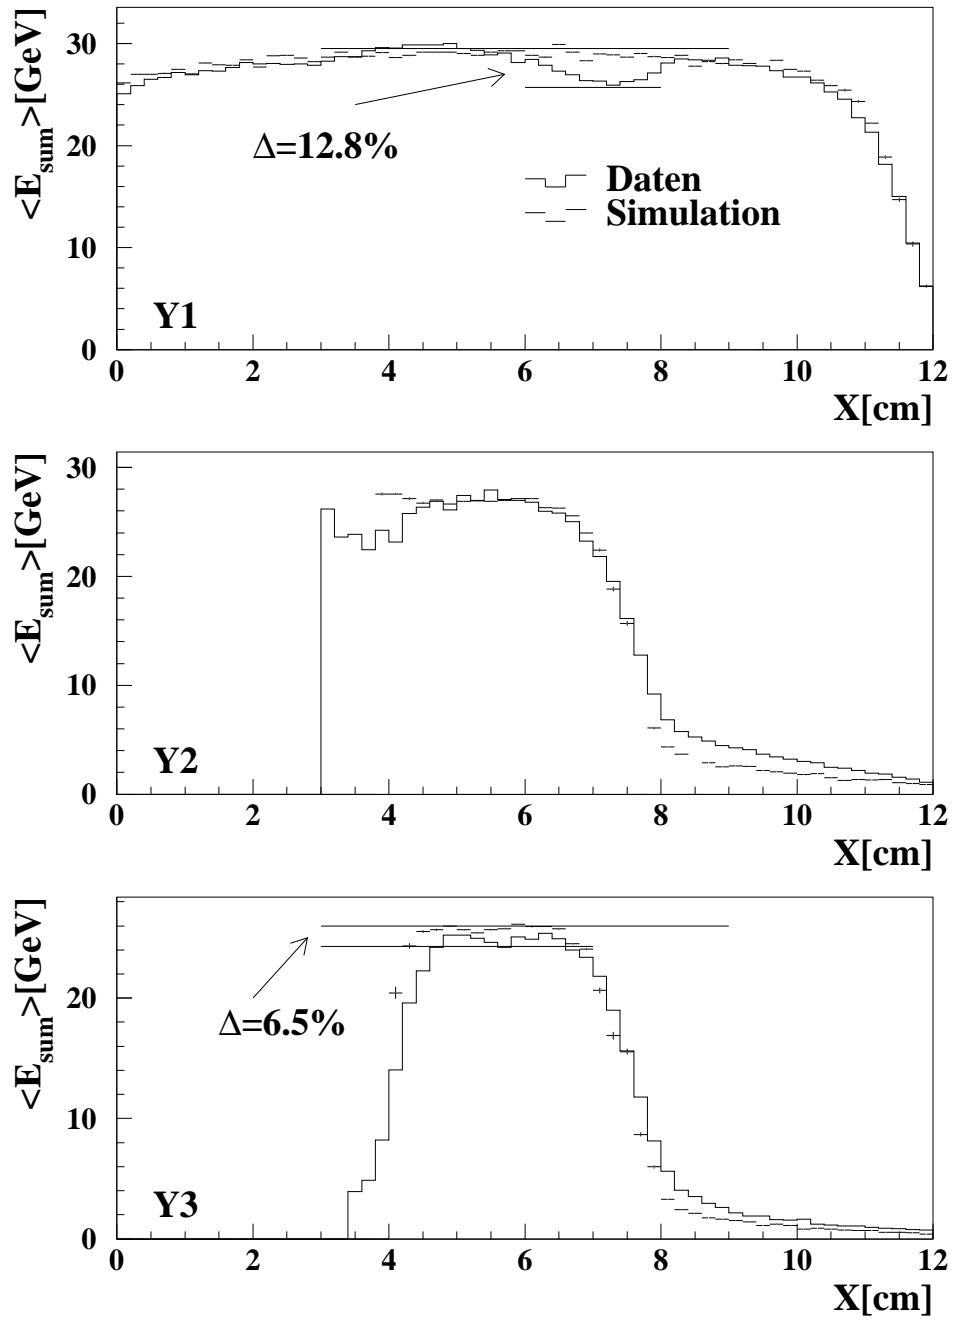 <E_sum>[GeV]
30
20
10
0
Δ=12.8%
Daten
Simulation
Y1
0 2 4 6 8 10 12
X[cm]
<E_sum>[GeV]
30
20
10
0
Y2
0 2 4 6 8 10 12
X[cm]
<E_sum>[GeV]
20
10
0
Δ=6.5%
Y3
0 2 4 6 8 10 12
X[cm]